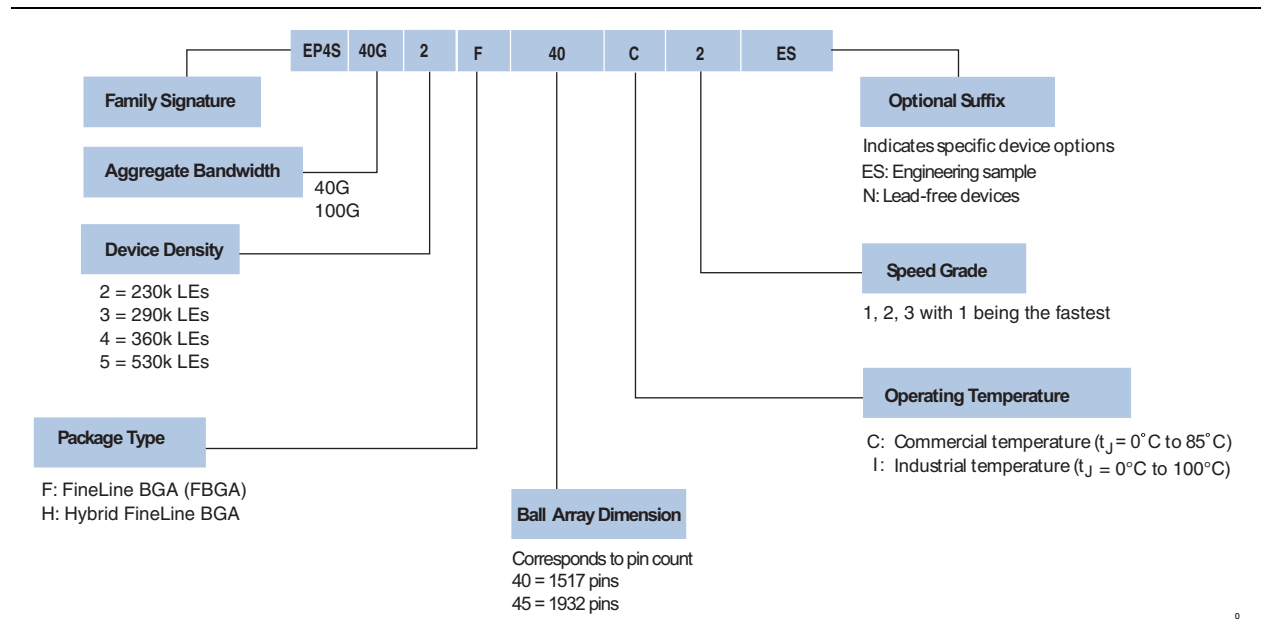 EP4S 40G 2 F 40 C 2 ES
Family Signature
Optional Suffix
Indicates specific device options
ES: Engineering sample
N: Lead-free devices
Aggregate Bandwidth
40G
100G
Device Density
2 = 230k LEs
3 = 290k LEs
4 = 360k LEs
5 = 530k LEs
Speed Grade
1, 2, 3 with 1 being the fastest
Operating Temperature
C: Commercial temperature (tJ = 0˚C to 85˚C)
I: Industrial temperature (tJ = 0°C to 100°C)
Package Type
F: FineLine BGA (FBGA)
H: Hybrid FineLine BGA
Ball Array Dimension
Corresponds to pin count
40 = 1517 pins
45 = 1932 pins
0